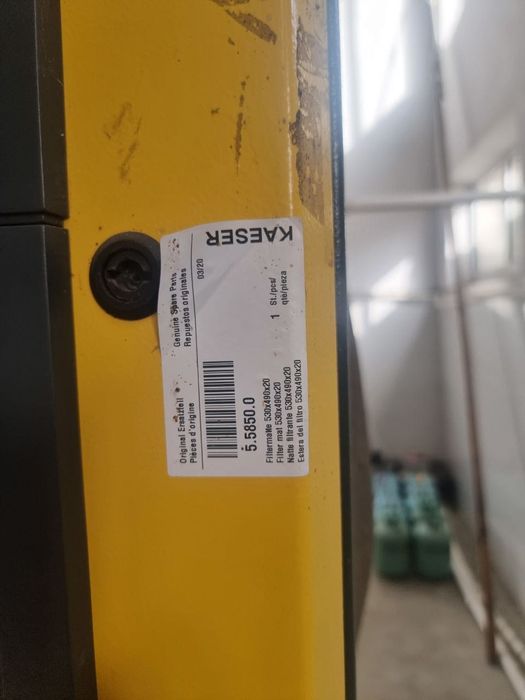 Original Ersatzteil
Pièces d'origine
Genuine Spare Parts
Repuestos originales
03/20
KAESER
5.5850.0
Filtermatte 530x490x20
Filter mat 530x490x20
Natte filtrante 530x490x20
Estera del filtro 530x490x20
1
St./pcs/
qté/pieza